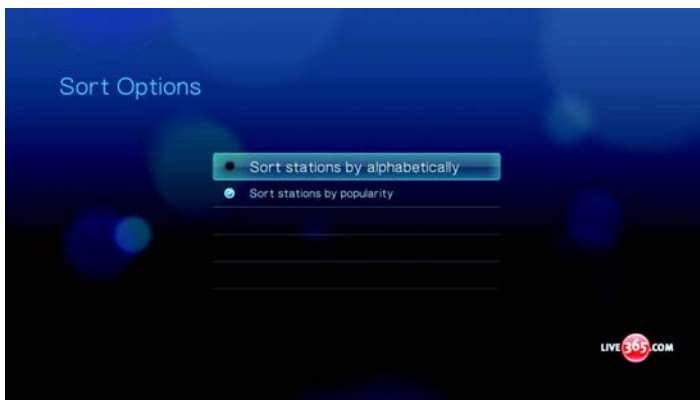 Sort Options
Sort stations by alphabetically
Sort stations by popularity
LIVE365.COM